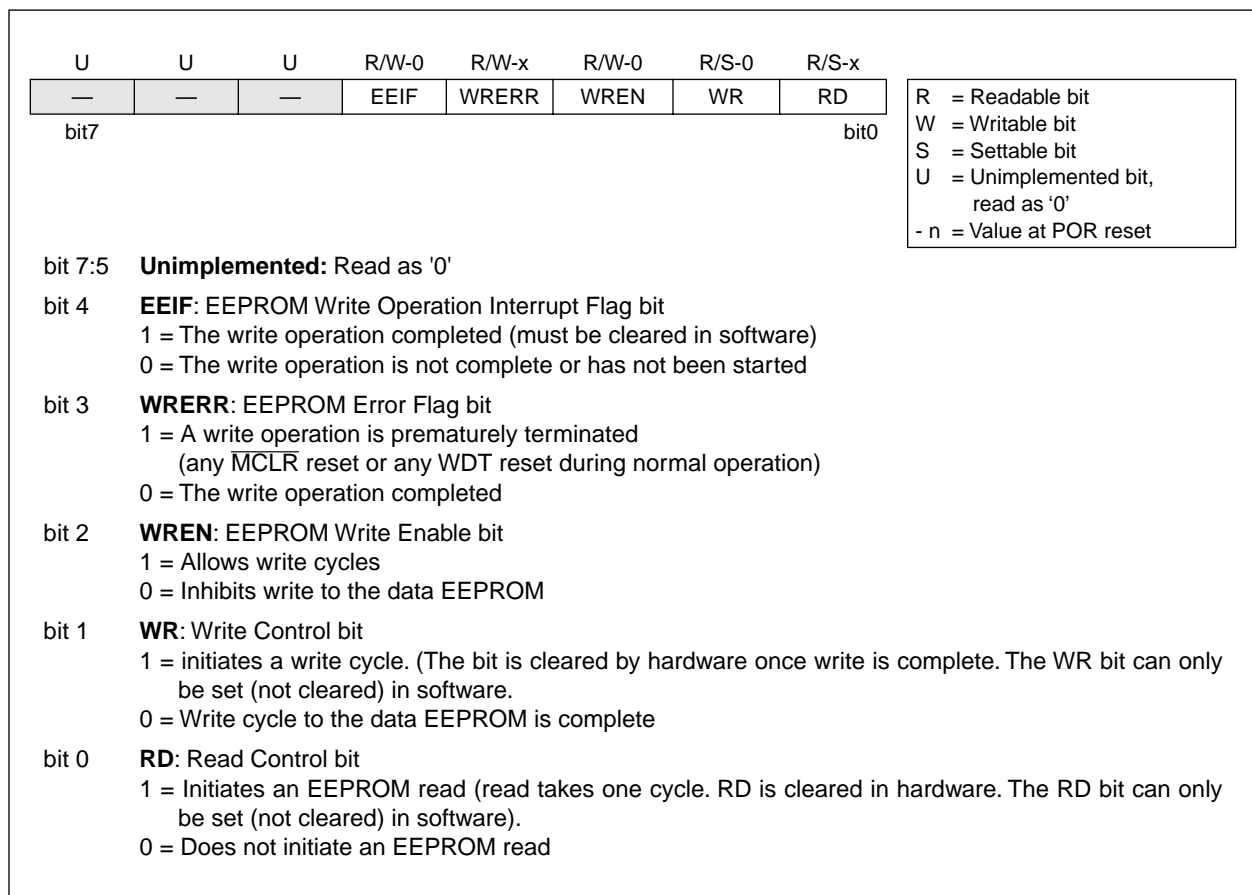 U U U R/W-0 R/W-x R/W-0 R/S-0 R/S-x
— — — EEIF WRERR WREN WR RD
bit7 bit0
R = Readable bit
W = Writable bit
S = Settable bit
U = Unimplemented bit,
read as ‘0’
- n = Value at POR reset
bit 7:5 Unimplemented: Read as '0'
bit 4 EEIF: EEPROM Write Operation Interrupt Flag bit
1 = The write operation completed (must be cleared in software)
0 = The write operation is not complete or has not been started
bit 3 WRERR: EEPROM Error Flag bit
1 = A write operation is prematurely terminated
(any M̅C̅L̅R̅ reset or any WDT reset during normal operation)
0 = The write operation completed
bit 2 WREN: EEPROM Write Enable bit
1 = Allows write cycles
0 = Inhibits write to the data EEPROM
bit 1 WR: Write Control bit
1 = initiates a write cycle. (The bit is cleared by hardware once write is complete. The WR bit can only
be set (not cleared) in software.
0 = Write cycle to the data EEPROM is complete
bit 0 RD: Read Control bit
1 = Initiates an EEPROM read (read takes one cycle. RD is cleared in hardware. The RD bit can only
be set (not cleared) in software).
0 = Does not initiate an EEPROM read